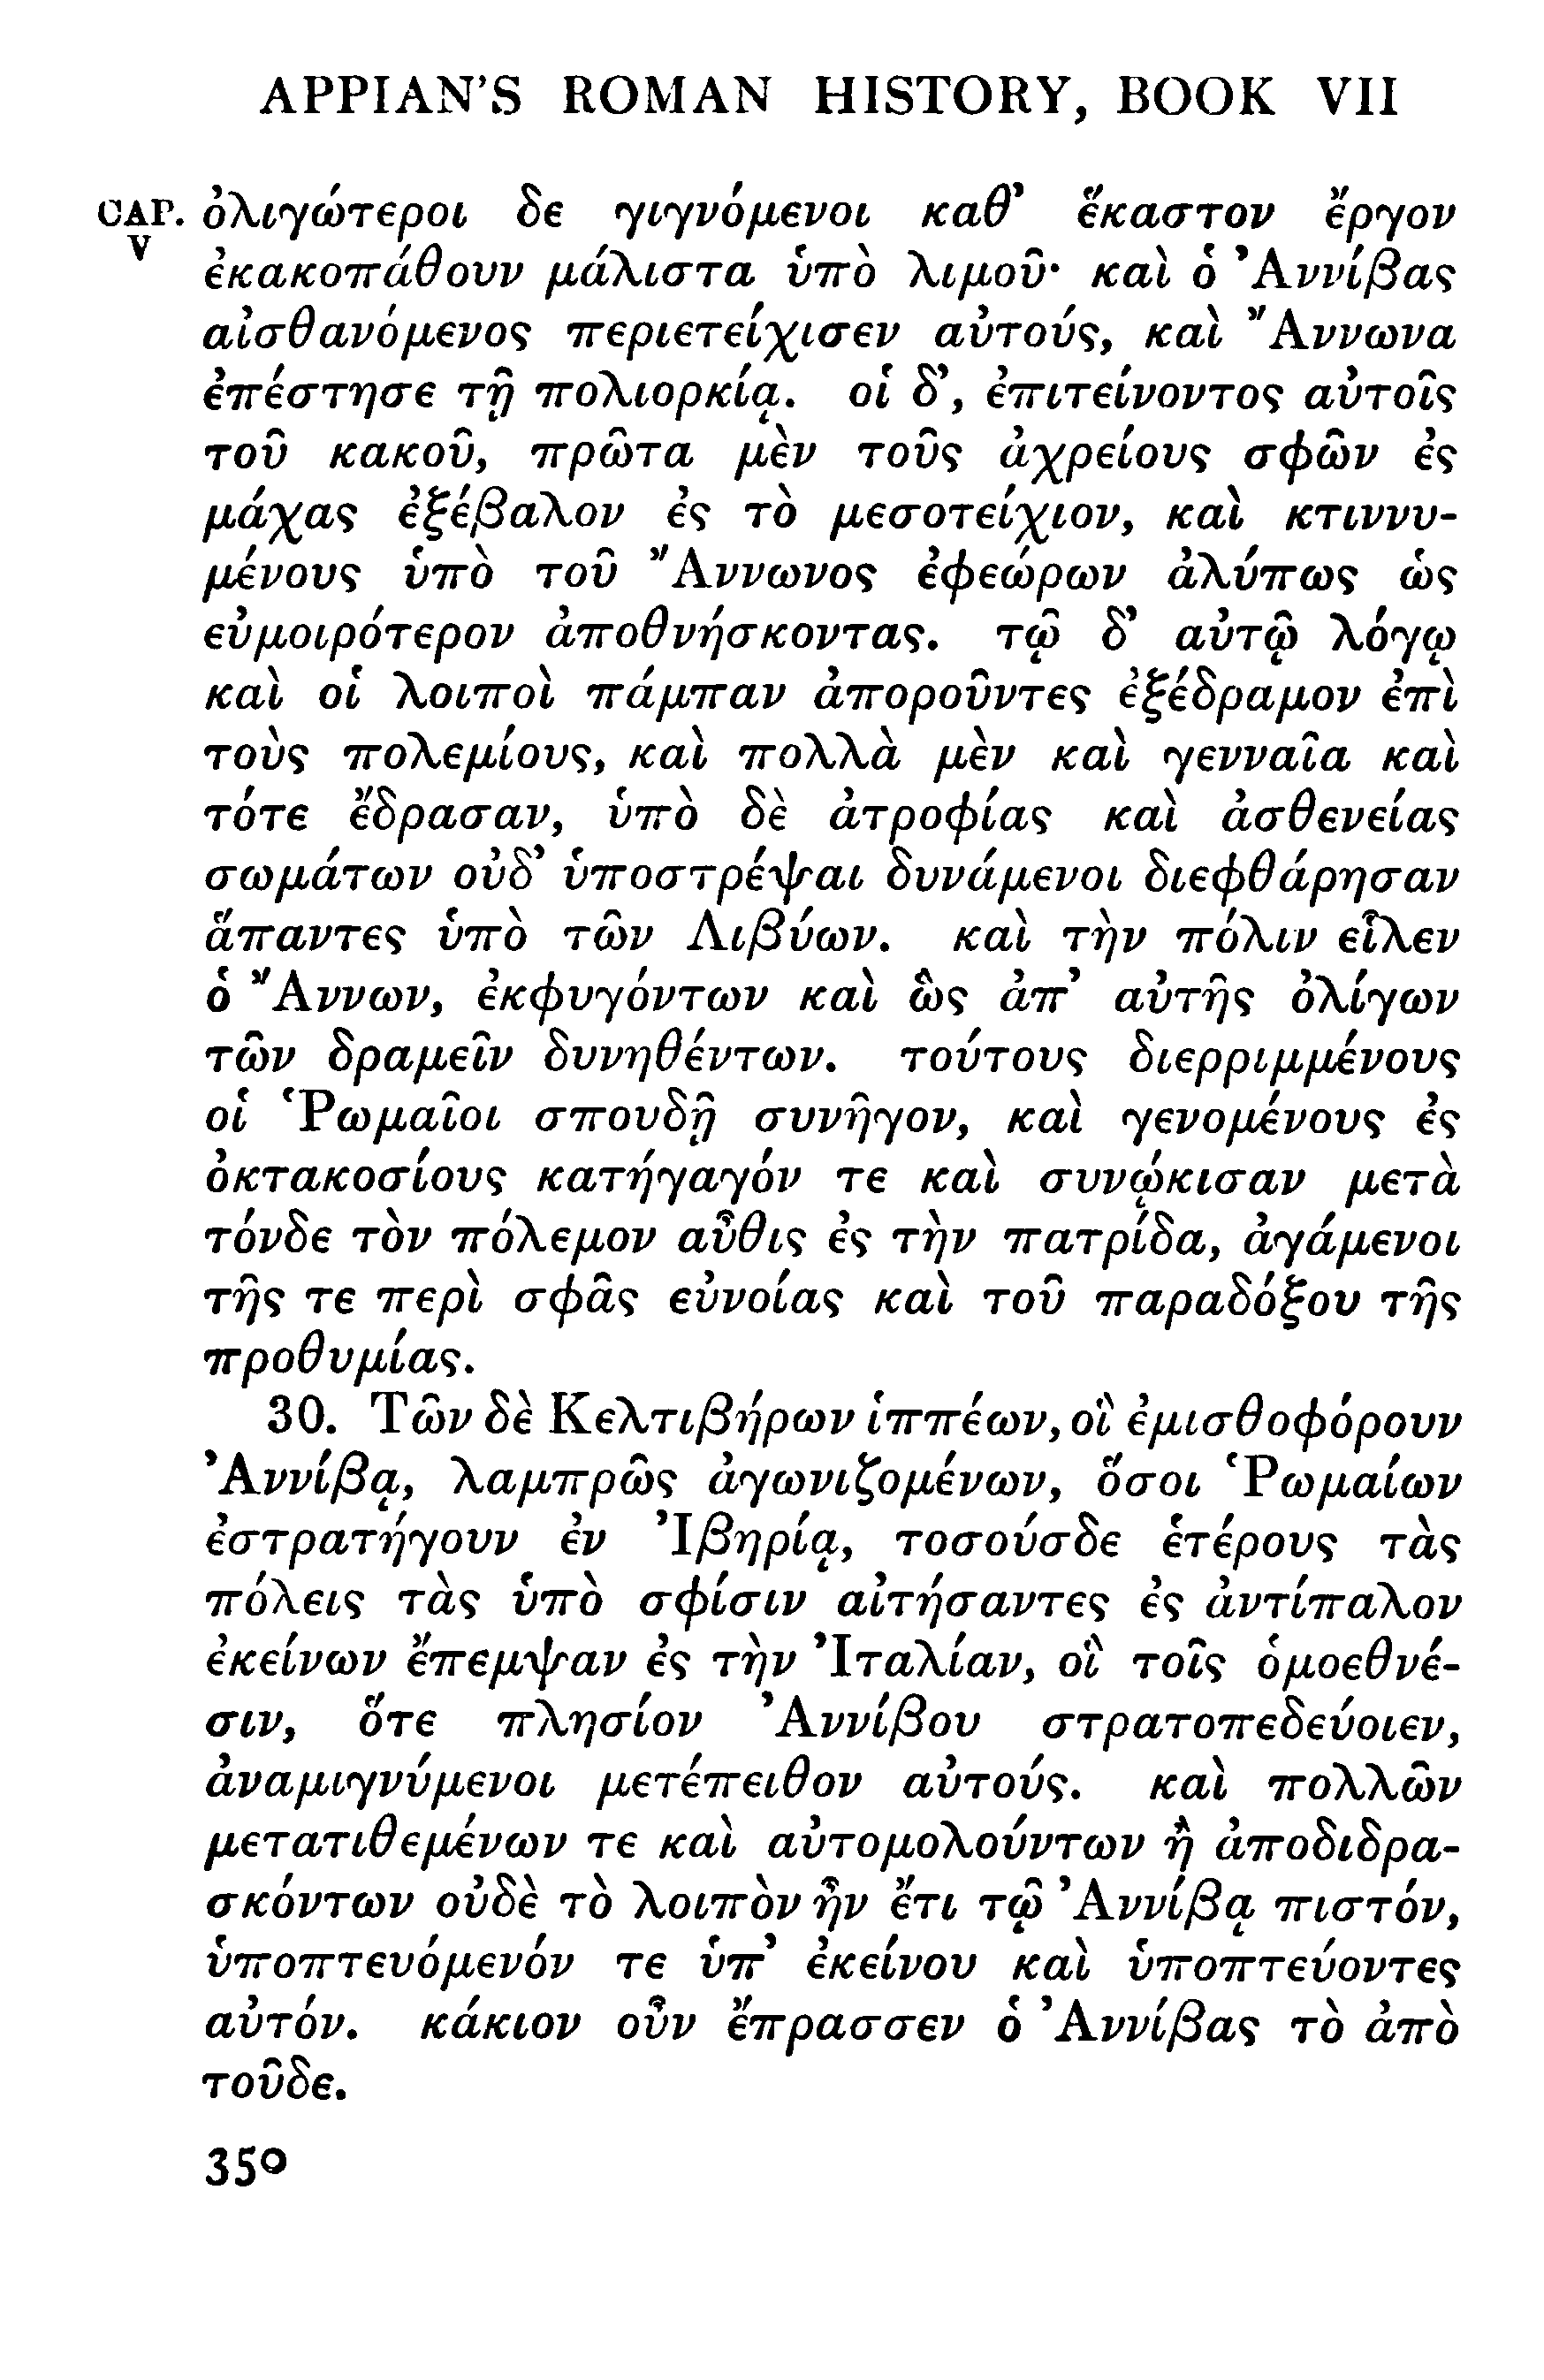 APPIAN'S ROMAN HISTORY, BOOK VII
CAP. V
ὀλιγώτεροι δε γιγνόμενοι καθ' ἕκαστον ἔργον
ἐκακοπάθουν μάλιστα ὑπὸ λιμοῦ· καὶ ὁ Ἀννίβας
αἰσθανόμενος περιετείχισεν αὐτούς, καὶ Ἄννωνα
ἐπέστησε τῇ πολιορκίᾳ. οἱ δ', ἐπιτείνοντος αὐτοῖς
τοῦ κακοῦ, πρῶτα μὲν τοῦς ἀχρείους σφῶν ἐς
μάχας ἐξέβαλον ἐς τὸ μεσοτείχιον, καὶ κτιννυ-
μένους ὑπὸ τοῦ Ἄννωνος ἐφεώρων ἀλύπως ὡς
εὐμοιρότερον ἀποθνήσκοντας. τῷ δ' αὐτῷ λόγῳ
καὶ οἱ λοιποὶ πάμπαν ἀποροῦντες ἐξέδραμον ἐπὶ
τοὺς πολεμίους, καὶ πολλὰ μὲν καὶ γενναῖα καὶ
τότε ἔδρασαν, ὑπὸ δὲ ἀτροφίας καὶ ἀσθενείας
σωμάτων οὐδ' ὑποστρέψαι δυνάμενοι διεφθάρησαν
ἅπαντες ὑπὸ τῶν Λιβύων. καὶ τὴν πόλιν εἷλεν
ὁ Ἄννων, ἐκφυγόντων καὶ ὣς ἀπ' αὐτῆς ὀλίγων
τῶν δραμεῖν δυνηθέντων. τούτους διερριμμένους
οἱ Ῥωμαῖοι σπουδῇ συνῆγον, καὶ γενομένους ἐς
ὀκτακοσίους κατήγαγόν τε καὶ συνῴκισαν μετὰ
τόνδε τὸν πόλεμον αὖθις ἐς τὴν πατρίδα, ἀγάμενοι
τῆς τε περὶ σφᾶς εὐνοίας καὶ τοῦ παραδόξου τῆς
προθυμίας.
30. Τῶν δὲ Κελτιβήρων ἱππέων, οἳ ἐμισθοφόρουν
Ἀννίβᾳ, λαμπρῶς ἀγωνιζομένων, ὅσοι Ῥωμαίων
ἐστρατήγουν ἐν Ἰβηρίᾳ, τοσούσδε ἑτέρους τὰς
πόλεις τὰς ὑπὸ σφίσιν αἰτήσαντες ἐς ἀντίπαλον
ἐκείνων ἔπεμψαν ἐς τὴν Ἰταλίαν, οἳ τοῖς ὁμοεθνέ-
σιν, ὅτε πλησίον Ἀννίβου στρατοπεδεύοιεν,
ἀναμιγνύμενοι μετέπειθον αὐτούς. καὶ πολλῶν
μετατιθεμένων τε καὶ αὐτομολούντων ἢ ἀποδιδρα-
σκόντων οὐδὲ τὸ λοιπὸν ἦν ἔτι τῷ Ἀννίβᾳ πιστόν,
ὑποπτευόμενόν τε ὑπ' ἐκείνου καὶ ὑποπτεύοντες
αὐτόν. κάκιον οὖν ἔπρασσεν ὁ Ἀννίβας τὸ ἀπὸ
τοῦδε.
350